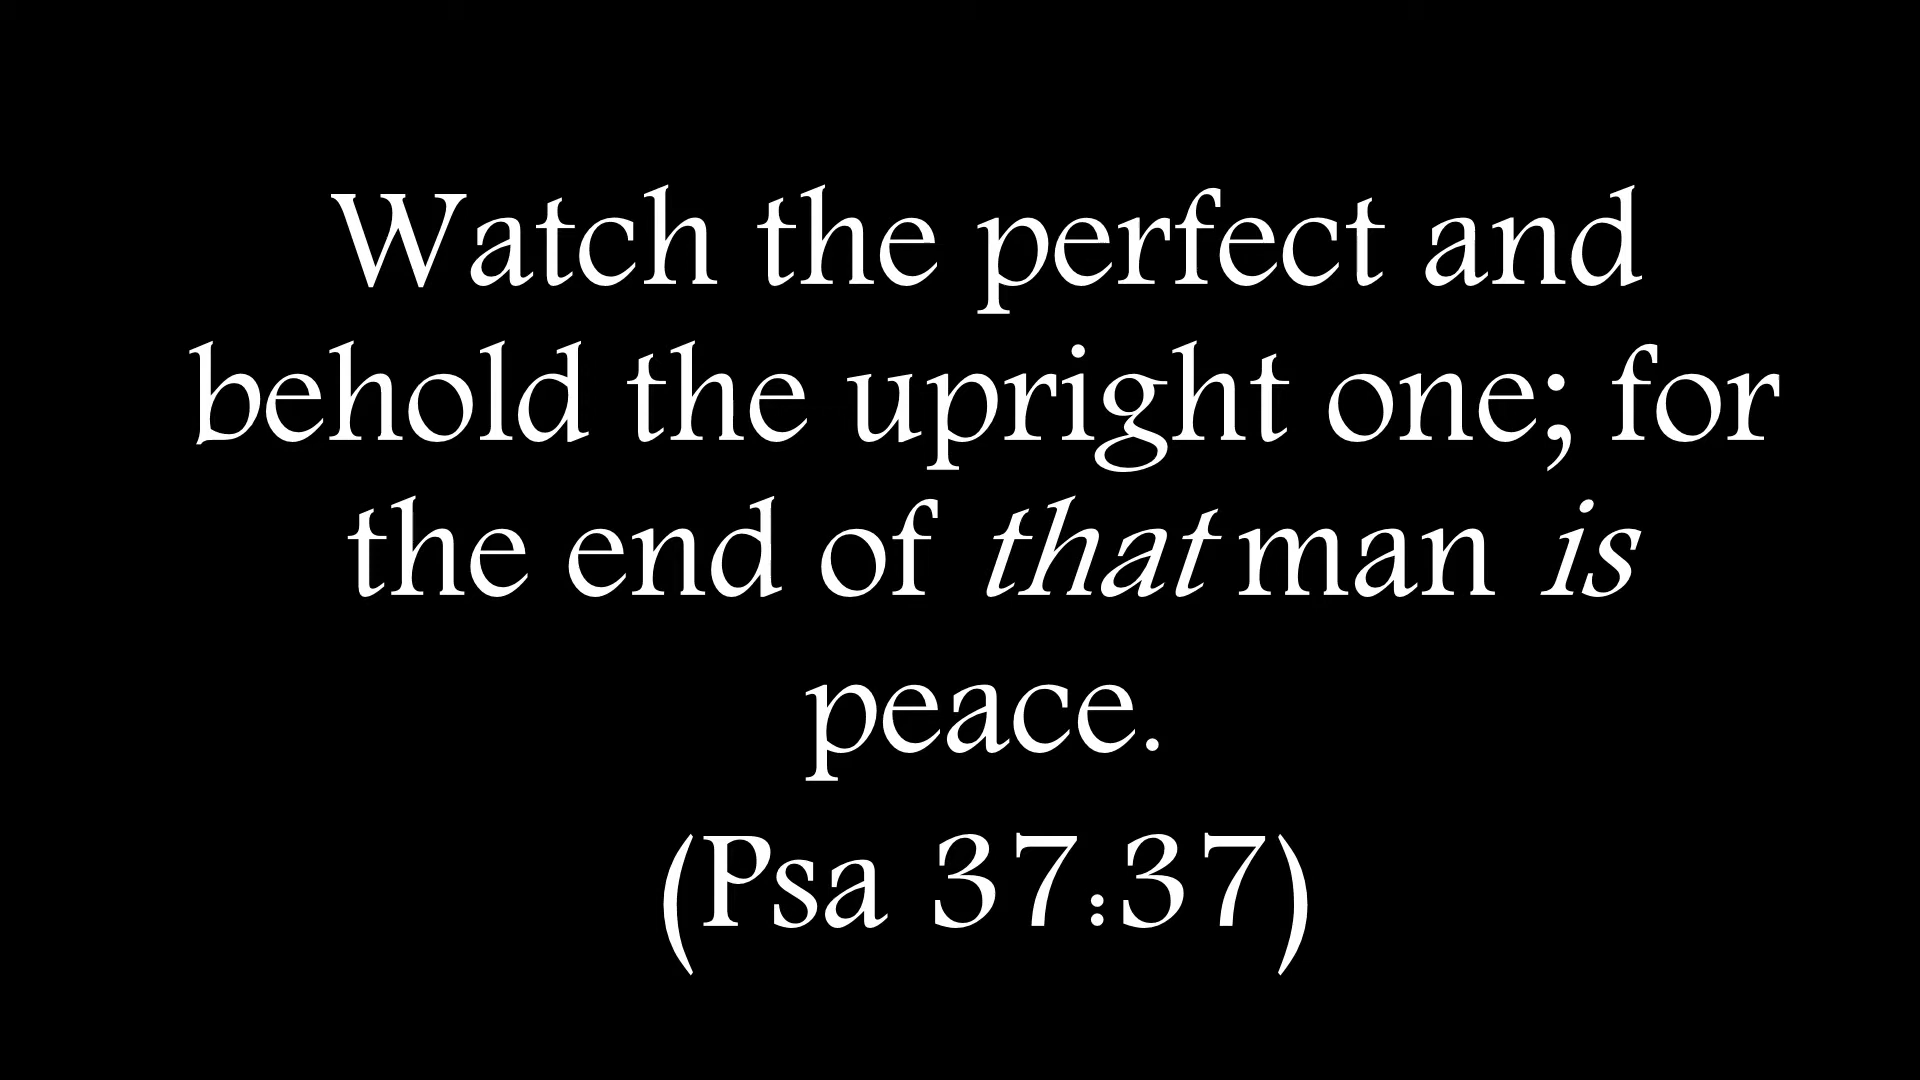 Watch the perfect and
behold the upright one; for
the end of that man is
peace.
(Psa 37:37)